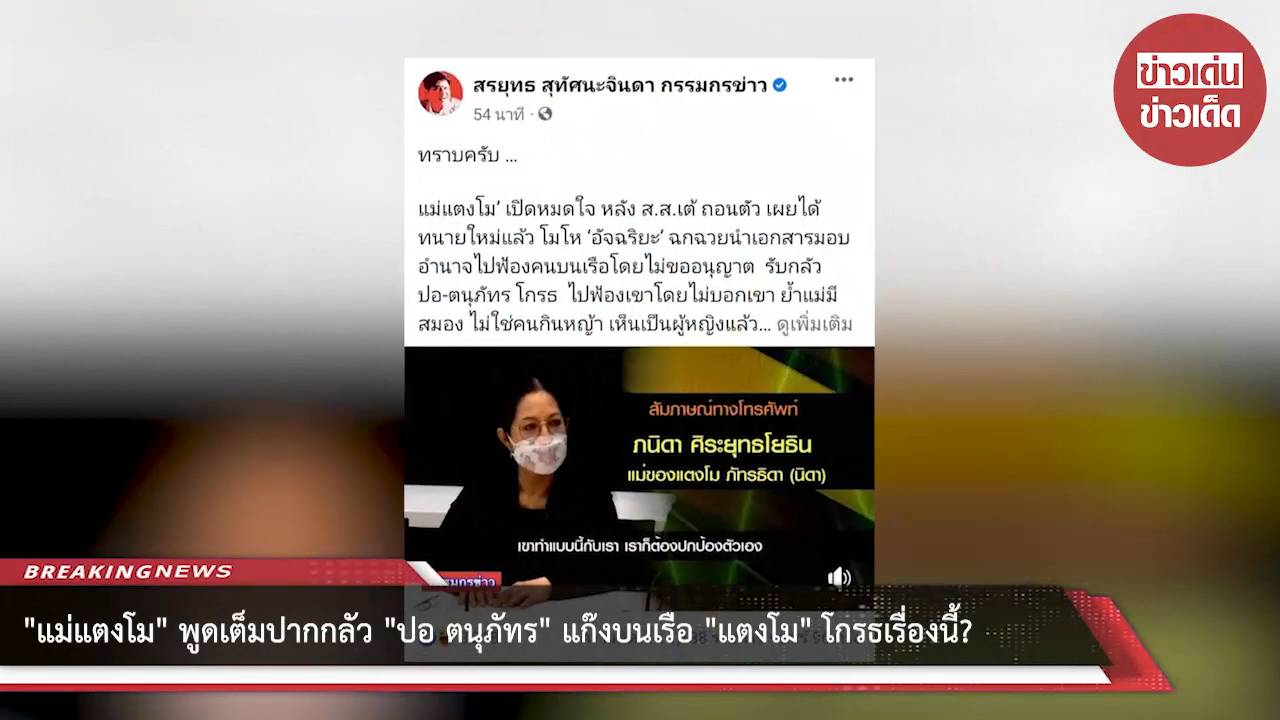 ข่าวเด่น
ข่าวเด็ด
สรยุทธ สุทัศนะจินดา กรรมกรข่าว
54 นาที ·
ทราบครับ ...
แม่แตงโม’ เปิดหมดใจ หลัง ส.ส.เต้ ถอนตัว เผยได้
ทนายใหม่แล้ว โมโห ‘อัจฉริยะ’ ฉกฉวยนำเอกสารมอบ
อำนาจไปฟ้องคนบนเรือโดยไม่ขออนุญาต รับกลัว
ปอ-ตนุภัทร โกรธ ไปฟ้องเขาโดยไม่บอกเขา ย้ำแม่มี
สมอง ไม่ใช่คนกินหญ้า เห็นเป็นผู้หญิงแล้ว... ดูเพิ่มเติม
สัมภาษณ์ทางโทรศัพท์
ภนิดา ศิระยุทธโยธิน
แม่ของแตงโม ภัทรธิดา (นิดา)
เขาทำแบบนี้กับเรา เราก็ต้องปกป้องตัวเอง
BREAKING NEWS
"แม่แตงโม" พูดเต็มปากกลัว "ปอ ตนุภัทร" แก๊งบนเรือ "แตงโม" โกรธเรื่องนี้?